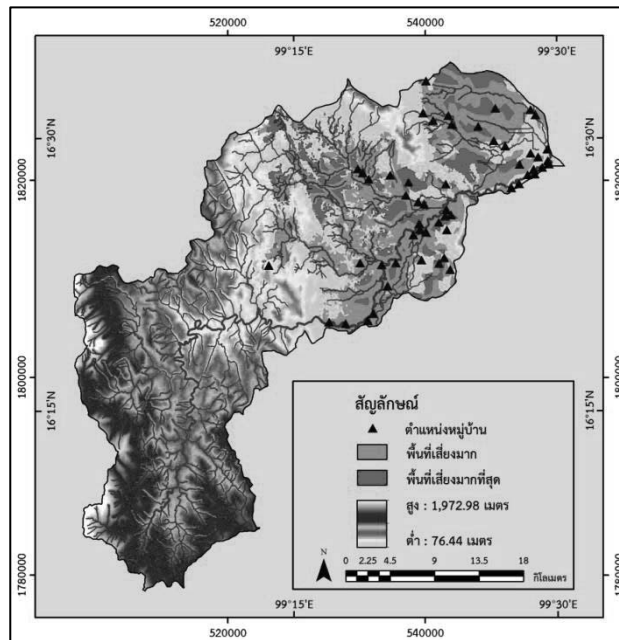 520000 540000
99°15'E 99°30'E
16°30'N 16°30'N
1820000 1820000
1800000 1800000
16°15'N 16°15'N
1780000 1780000
สัญลักษณ์
ตำแหน่งหมู่บ้าน
พื้นที่เสี่ยงมาก
พื้นที่เสี่ยงมากที่สุด
สูง : 1,972.98 เมตร
ต่ำ : 76.44 เมตร
N
0 2.25 4.5 9 13.5 18
กิโลเมตร
99°15'E 99°30'E
520000 540000